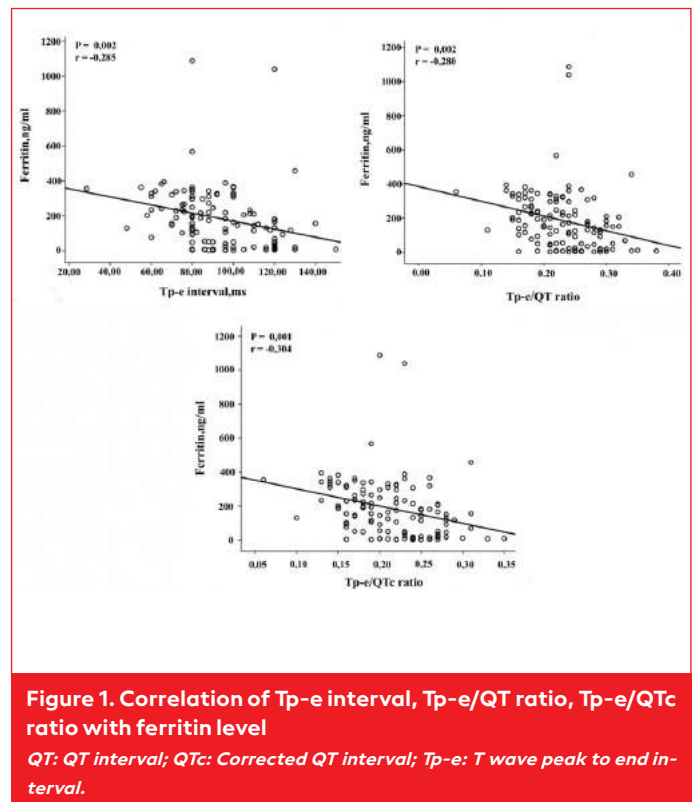 P = 0,002
r = -0,285
1200
1000
800
600
400
200
0
Ferritin,ng/ml
20,00 40,00 60,00 80,00 100,00 120,00 140,00
Tp-e interval,ms
P = 0,002
r = -0,280
1200
1000
800
600
400
200
0
Ferritin,ng/ml
0.00 0.10 0.20 0.30 0.40
Tp-e/QT ratio
P = 0,001
r = -0,304
1200
1000
800
600
400
200
0
Ferritin,ng/ml
0,05 0,10 0,15 0,20 0,25 0,30 0,35
Tp-e/QTc ratio
Figure 1. Correlation of Tp-e interval, Tp-e/QT ratio, Tp-e/QTc
ratio with ferritin level
QT: QT interval; QTc: Corrected QT interval; Tp-e: T wave peak to end in-
terval.